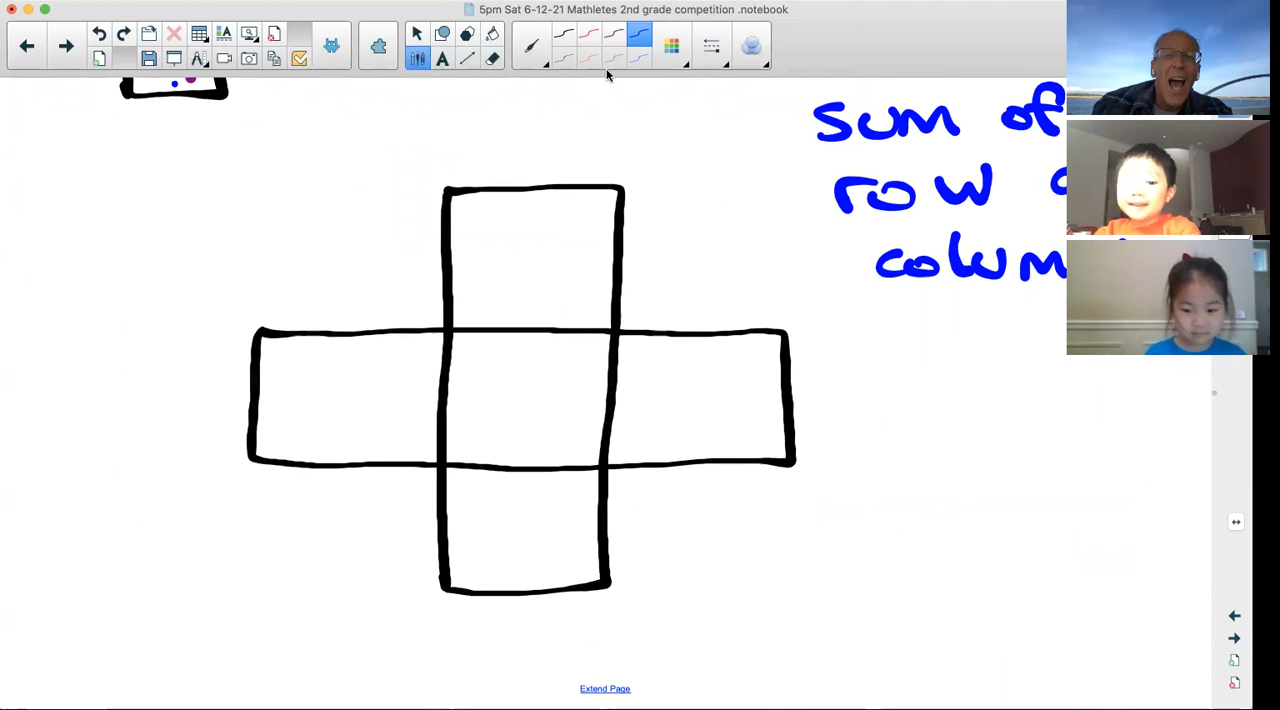 5pm Sat 6-12-21 Mathletes 2nd grade competition .notebook
sum of
row
colum
Extend Page